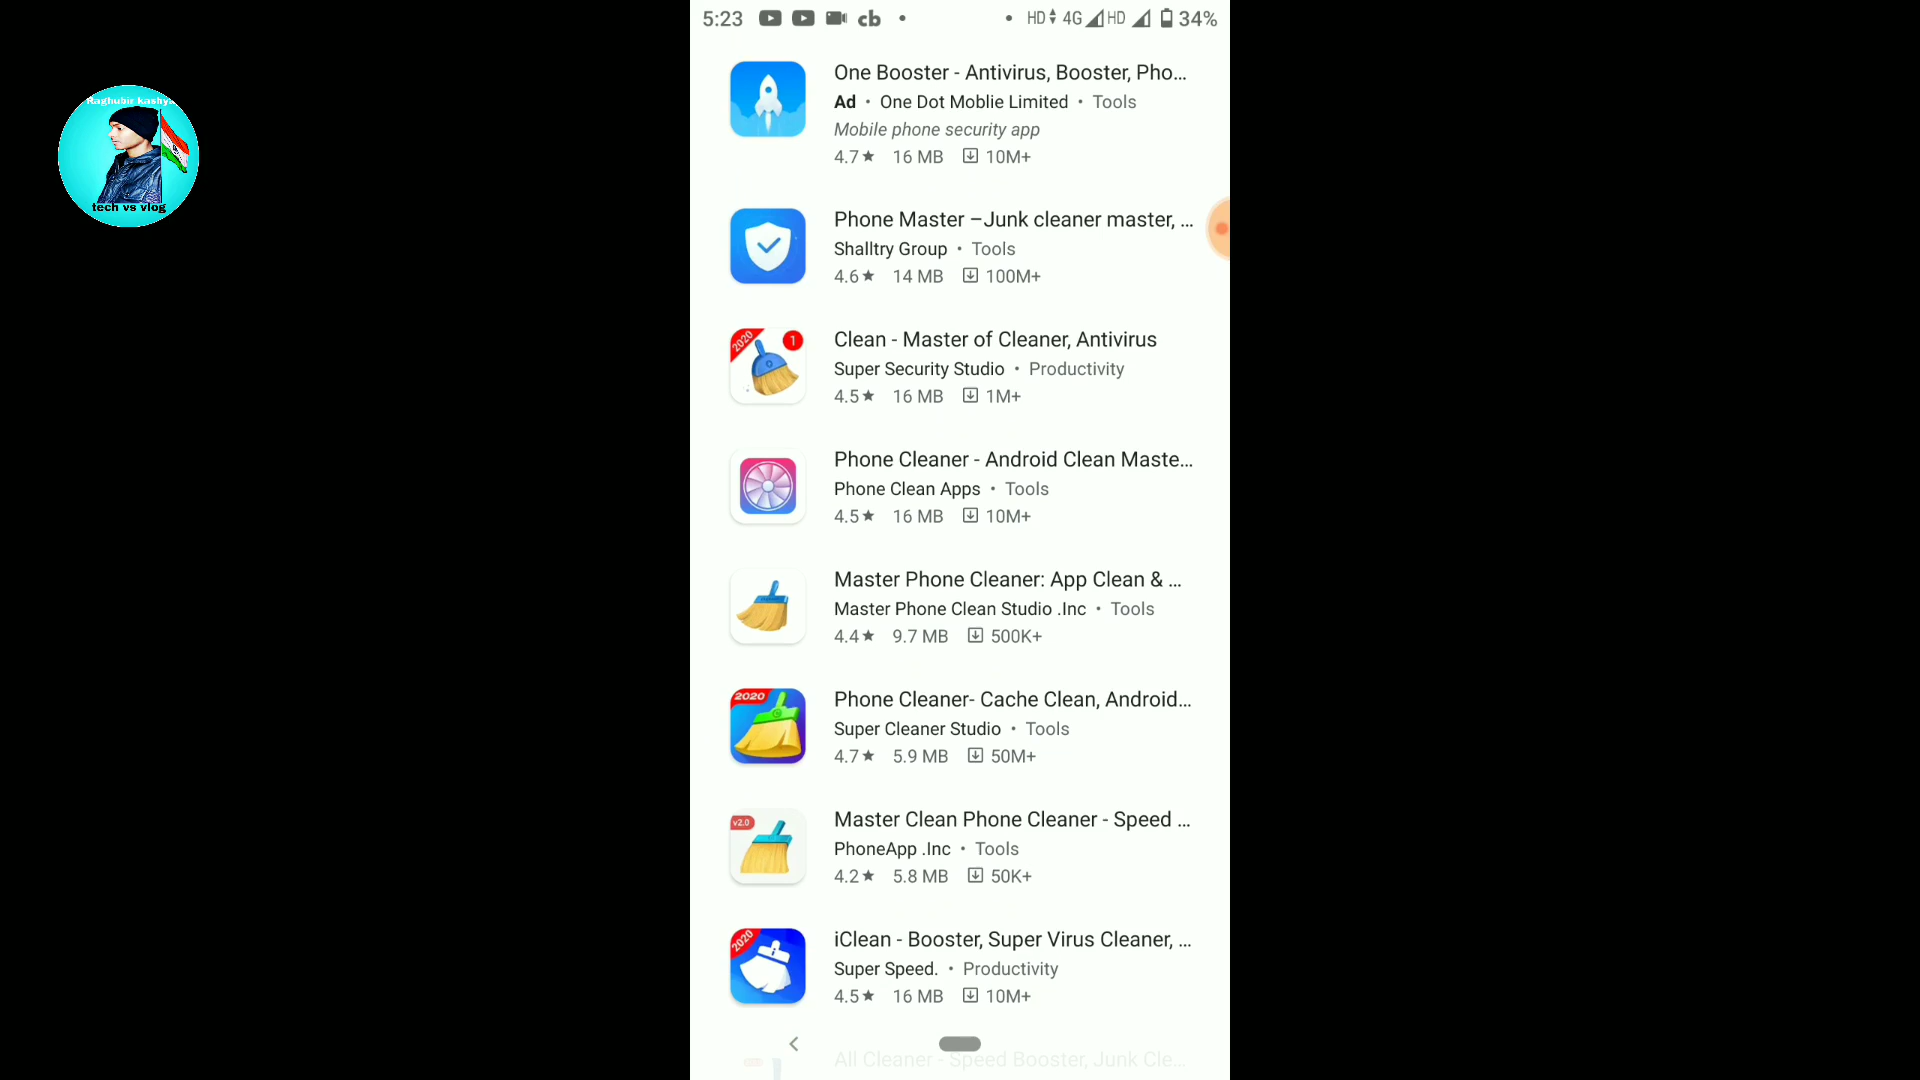 5:23 cb HD 4G HD 34%
Raghubir kashya
tech vs vlog
One Booster - Antivirus, Booster, Pho...
Ad • One Dot Moblie Limited • Tools
Mobile phone security app
4.7★ 16 MB 10M+
Phone Master –Junk cleaner master, ...
Shalltry Group • Tools
4.6★ 14 MB 100M+
2020 1
Clean - Master of Cleaner, Antivirus
Super Security Studio • Productivity
4.5★ 16 MB 1M+
Phone Cleaner - Android Clean Maste...
Phone Clean Apps • Tools
4.5★ 16 MB 10M+
Master Phone Cleaner: App Clean & ...
Master Phone Clean Studio .Inc • Tools
4.4★ 9.7 MB 500K+
2020
Phone Cleaner- Cache Clean, Android...
Super Cleaner Studio • Tools
4.7★ 5.9 MB 50M+
v2.0
Master Clean Phone Cleaner - Speed ...
PhoneApp .Inc • Tools
4.2★ 5.8 MB 50K+
2020
iClean - Booster, Super Virus Cleaner, ...
Super Speed. • Productivity
4.5★ 16 MB 10M+
All Cleaner - Speed Booster, Junk Cle...